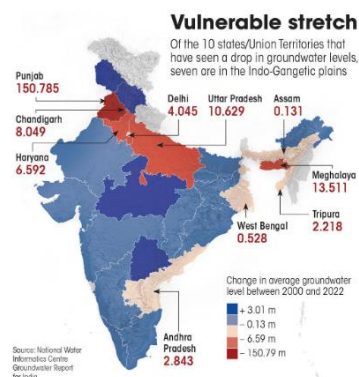 Vulnerable stretch
Of the 10 states/Union Territories that
have seen a drop in groundwater levels,
seven are in the Indo-Gangetic plains
Punjab
150.785
Chandigarh
8.049
Haryana
6.592
Delhi
4.045
Uttar Pradesh
10.629
Assam
0.131
Meghalaya
13.511
Tripura
2.218
West Bengal
0.528
Andhra
Pradesh
2.843
Change in average groundwater
level between 2000 and 2022
+ 3.01 m
- 0.13 m
- 6.59 m
- 150.79 m
Source: National Water
Informatics Centre
Groundwater Report
for India